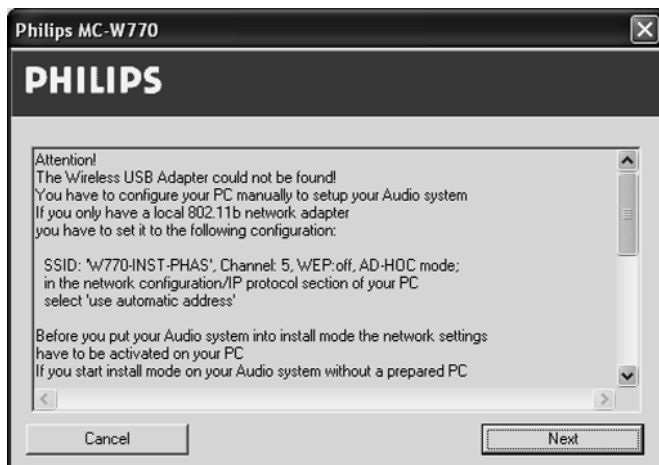 Philips MC-W770
PHILIPS
Attention!
The Wireless USB Adapter could not be found!
You have to configure your PC manually to setup your Audio system
If you only have a local 802.11b network adapter
you have to set it to the following configuration:
SSID: 'W770-INST-PHAS', Channel: 5, WEP:off, AD-HOC mode;
in the network configuration/IP protocol section of your PC
select 'use automatic address'
Before you put your Audio system into install mode the network settings
have to be activated on your PC
If you start install mode on your Audio system without a prepared PC
Cancel
Next